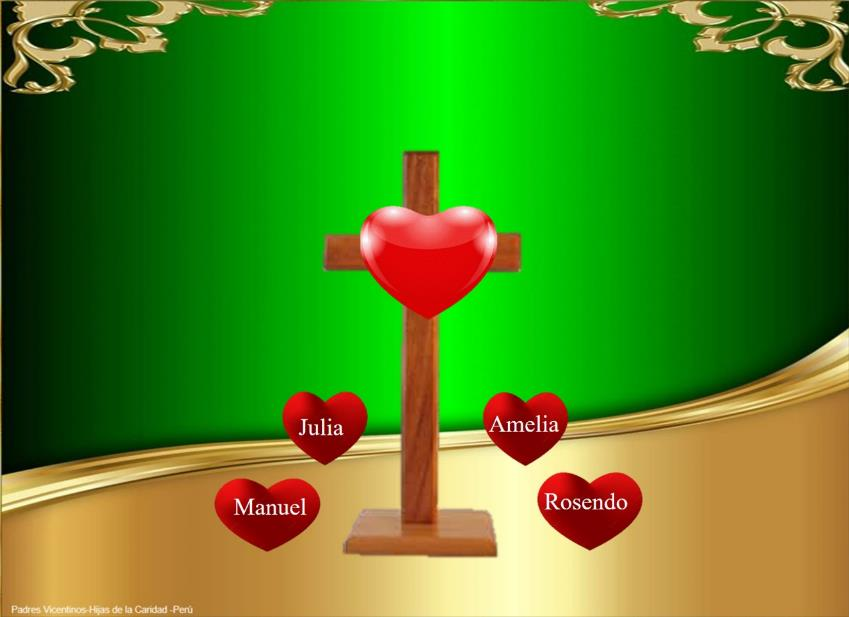 Julia
Amelia
Manuel
Rosendo
Padres Vicentinos-Hijas de la Caridad -Perú